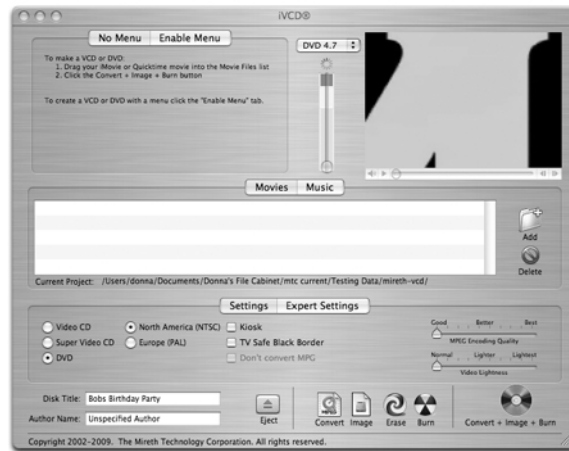 iVCD®
No Menu Enable Menu
DVD 4.7
To make a VCD or DVD:
1. Drag your iMovie or Quicktime movie into the Movie Files list
2. Click the Convert + Image + Burn button
To create a VCD or DVD with a menu click the "Enable Menu" tab.
Movies Music
Add
Delete
Current Project: /Users/donna/Documents/Donna's File Cabinet/mtc current/Testing Data/mireth-vcd/
Settings Expert Settings
Video CD North America (NTSC) Kiosk
Super Video CD Europe (PAL) TV Safe Black Border
DVD Don't convert MPG
Good Better Best
MPEG Encoding Quality
Normal Lighter Lightest
Video Lightness
Disk Title: Bobs Birthday Party
Author Name: Unspecified Author
Eject
MPEG
Convert Image Erase Burn Convert + Image + Burn
Copyright 2002-2009. The Mireth Technology Corporation. All rights reserved.